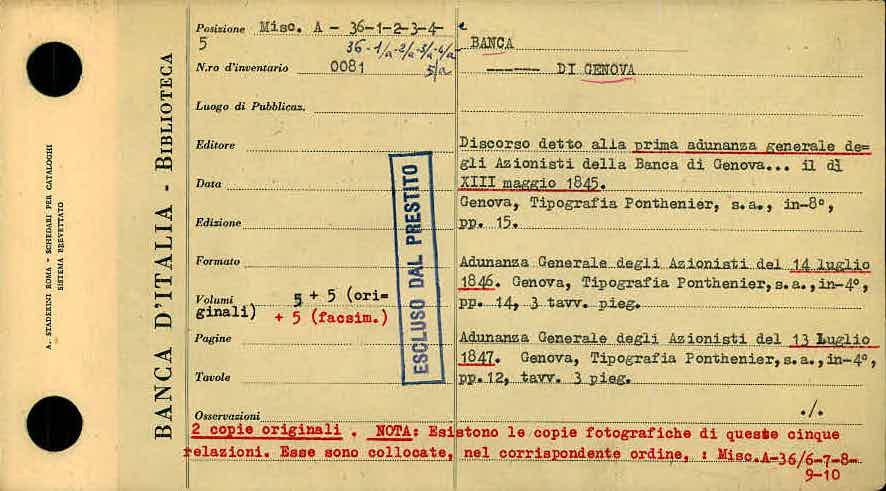 A. STADERINI ROMA - SCHEDARI PER CATALOGHI
SISTEMA BREVETTATO
BANCA D'ITALIA - BIBLIOTECA
Posizione Misc. A - 36-1-2-3-4- e
5
36-1/a-2/a-3/a-4/a-
5/a
N.ro d'inventario 0081
Luogo di Pubblicaz.
Editore
Data
Edizione
Formato
Volumi 5 + 5 (ori=
ginali) + 5 (facsim.)
Pagine
Tavole
Osservazioni
ESCLUSO DAL PRESTITO
BANCA
------ DI GENOVA
Discorso detto alla prima adunanza generale de=
gli Azionisti della Banca di Genova... il dì
XIII maggio 1845.
Genova, Tipografia Ponthenier, s.a., in-8°,
pp. 15.
Adunanza Generale degli Azionisti del 14 luglio
1846. Genova, Tipografia Ponthenier,s.a.,in-4°,
pp. 14, 3 tavv. pieg.
Adunanza Generale degli Azionisti del 13 Luglio
1847. Genova, Tipografia Ponthenier,s.a.,in-4°,
pp.12, tavv. 3 pieg.
./.
2 copie originali . NOTA: Esistono le copie fotografiche di queste cinque
relazioni. Esse sono collocate, nel corrispondente ordine, : Misc.A-36/6-7-8-
9-10